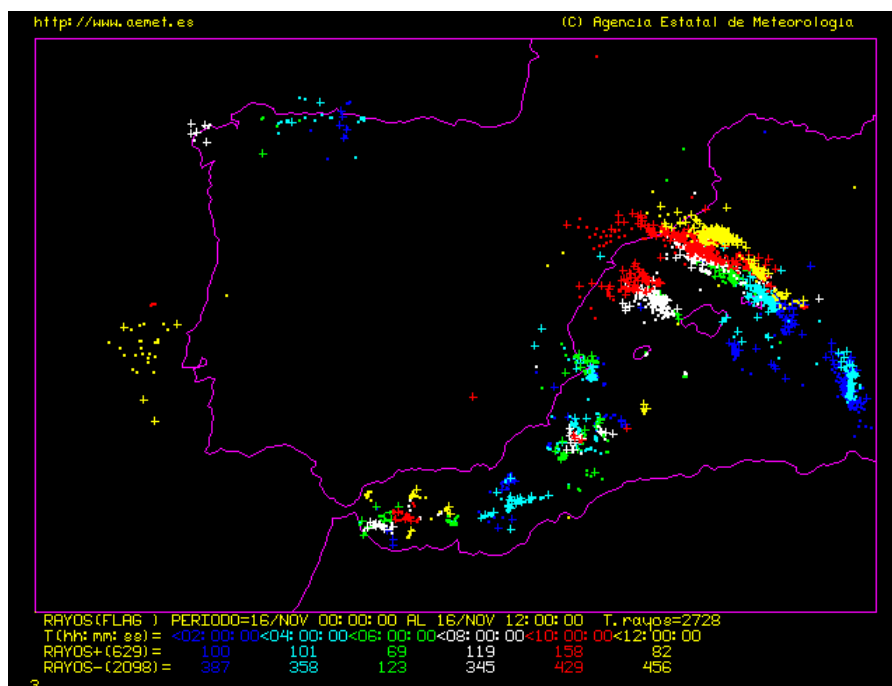 http://www.aemet.es (C) Agencia Estatal de Meteorologia
RAYOS(FLAG ) PERIODO=16/NOV 00:00:00 AL 16/NOV 12:00:00 T.rayos=2728
T(hh:mm:ss)= <02:00:00<04:00:00<06:00:00<08:00:00<10:00:00<12:00:00
RAYOS+(629)= 100 101 69 119 158 82
RAYOS-(2098)= 387 358 123 345 429 456